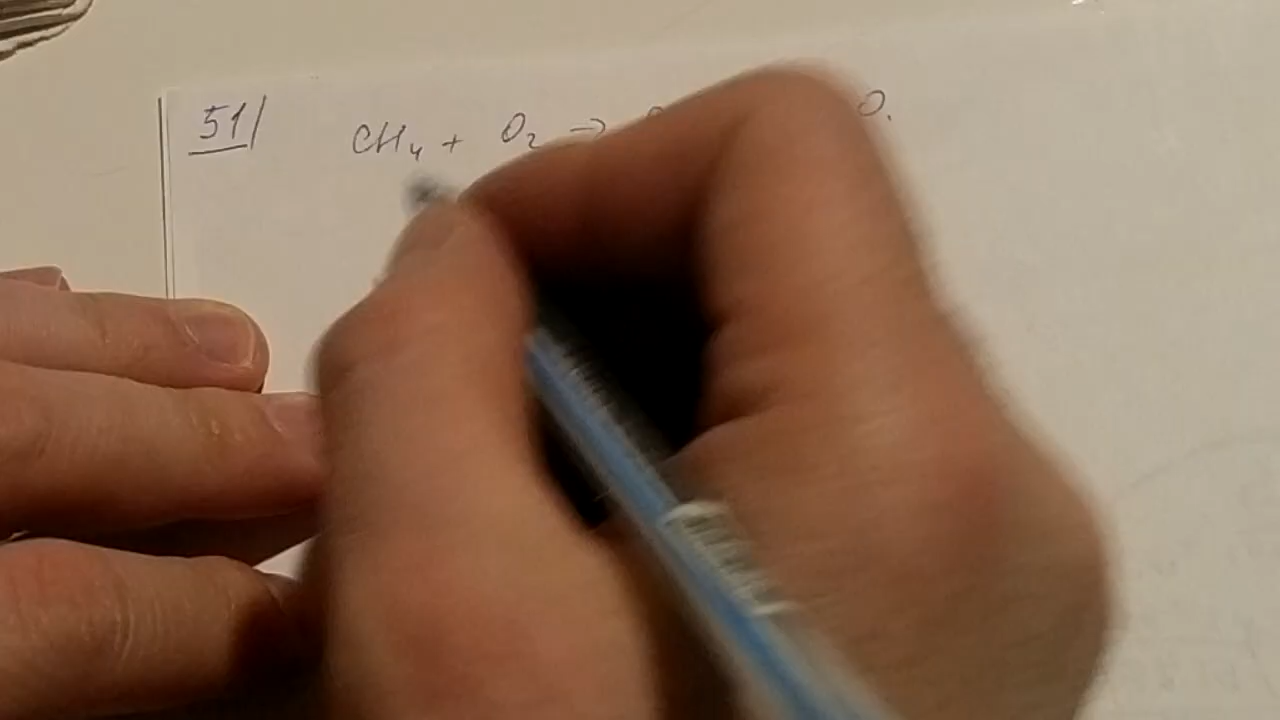 51 CH₄ + O₂ → O.